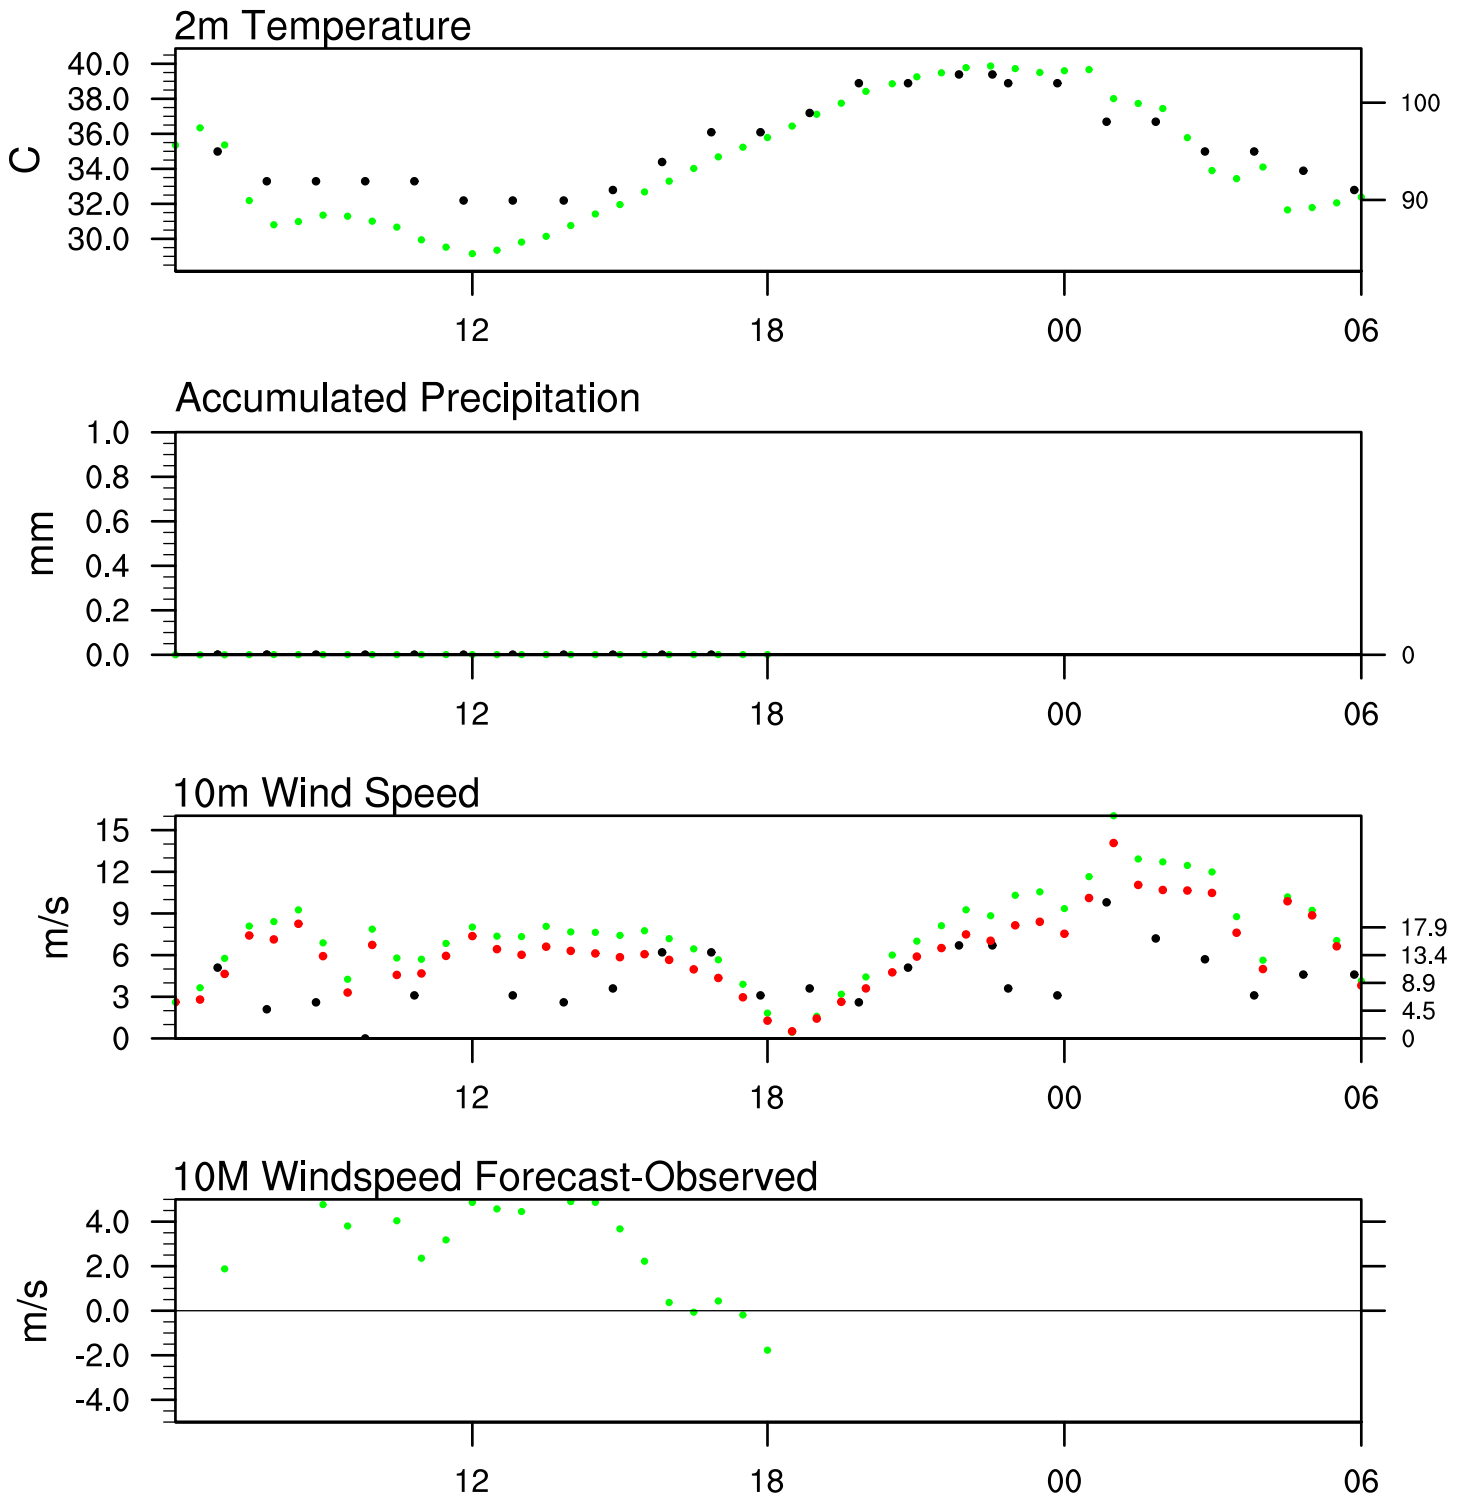 2m Temperature
C
40.0
38.0
36.0
34.0
32.0
30.0
100
90
12 18 00 06
Accumulated Precipitation
mm
1.0
0.8
0.6
0.4
0.2
0.0
0
12 18 00 06
10m Wind Speed
m/s
15
12
9
6
3
0
17.9
13.4
8.9
4.5
0
12 18 00 06
10M Windspeed Forecast-Observed
m/s
4.0
2.0
0.0
-2.0
-4.0
12 18 00 06